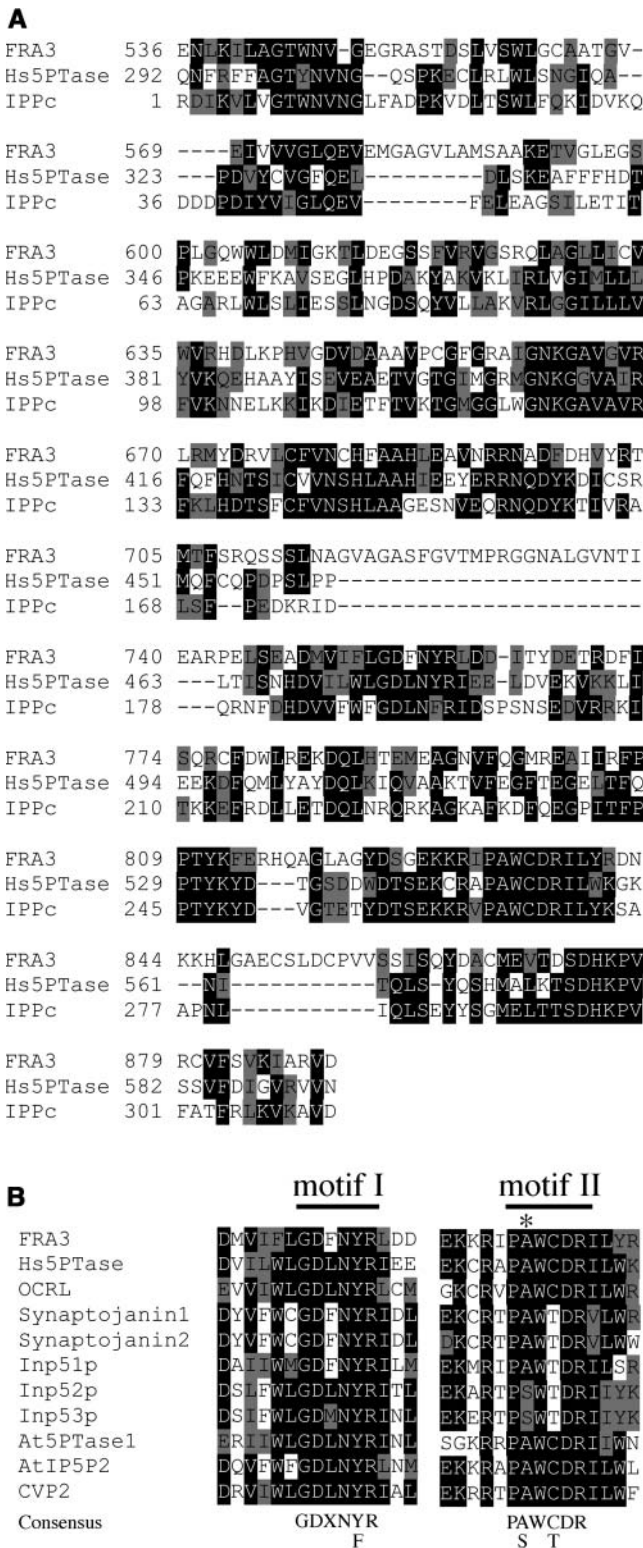 A
FRA3 536 ENLKILAGTWNV-GEGRASTDSLVSWLGCAATGV-
Hs5PTase 292 QNFRFFAGTYNVNG--QSPKECLRLWLSNGIQA--
IPPc 1 RDIKVLVGTWNVNGLFADPKVDLTSWLFQKIDVKQ
FRA3 569 ----EIVVVGLQEVEMGAGVLAMSAAKETVGLEGS
Hs5PTase 323 ---PDVYCVGFQEL---------DLSKEAFFFHDT
IPPc 36 DDDPDIYVIGLQEV--------FELEAGSILETIT
FRA3 600 PLGQWWLDMIGKTLDEGSSFVRVGSRQLAGLLICV
Hs5PTase 346 PKEEEWFKAVSEGLHPDAKYAKVKLIRLVGIMLLL
IPPc 63 AGARLWLSLIESSLNGDSQYVLLAKVRLGGILLLV
FRA3 635 WVRHDLKPHVGDVDAAAVPCGFGRAIGNKGAVGVR
Hs5PTase 381 YVKQEHAAYISEVEAETVGTGIMGRMGNKGGVAIR
IPPc 98 FVKNNELKKIKDIETFTVKTGMGGLWGNKGAVAVR
FRA3 670 LRMYDRVLCFVNCHFAAHLEAVNRRNADFDHVYRT
Hs5PTase 416 FQFHNTSICVVNSHLAAHIEEYERRNQDYKDICSR
IPPc 133 FKLHDTSFCFVNSHLAAGESNVEQRNQDYKTIVRA
FRA3 705 MTFSRQSSSLNAGVAGASFGVTMPRGGNALGVNTI
Hs5PTase 451 MQFCQPDPSLPP-----------------------
IPPc 168 LSF--PEDKRID-----------------------
FRA3 740 EARPELSEADMVIFLGDFNYRLDD-ITYDETRDFI
Hs5PTase 463 ---LTISNHDVILWLGDLNYRIEE-LDVEKVKKLI
IPPc 178 ---QRNFDHDVVFWFGDLNFRIDSPSNSEDVRRKI
FRA3 774 SQRCFDWLREKDQLHTEMEAGNVFQGMREAIIRFP
Hs5PTase 494 EEKDFQMLYAYDQLKIQVAAKTVFEGFTEGELTFQ
IPPc 210 TKKEFRDLLETDQLNRQRKAGKAFKDFQEGPITFP
FRA3 809 PTYKFERHQAGLAGYDSGEKKRIPAWCDRILYRDN
Hs5PTase 529 PTYKYD---TGSDDWDTSEKCRAPAWCDRILWKGK
IPPc 245 PTYKYD---VGTETYDTSEKKRVPAWCDRILYKSA
FRA3 844 KKHLGAECSLDCPVVSSISQYDACMEVTDSDHKPV
Hs5PTase 561 --NI-----------TQLS-YQSHMALKTSDHKPV
IPPc 277 APNL-----------IQLSEYYSGMELTTSDHKPV
FRA3 879 RCVFSVKIARVD
Hs5PTase 582 SSVFDIGVRVVN
IPPc 301 FATFRLKVKAVD
B
motif I motif II
*
FRA3 DMVIFLGDFNYRLDD EKKRIPAWCDRILYR
Hs5PTase DVILWLGDLNYRIEE EKCRAPAWCDRILWK
OCRL EVVIWLGDLNYRLCM GKCRVPAWCDRILWR
Synaptojanin1 DYVFWCGDFNYRIDL EKCRTPAWTDRVLWR
Synaptojanin2 DYVFWCGDFNYRIDL DKCRTPAWTDRVLWW
Inp51p DAIIWMGDFNYRILM EKMRIPAWTDRILSR
Inp52p DSLFWLGDLNYRITL EKARTPSWTDRIIYK
Inp53p DSIFWLGDMNYRINL EKERTPSWTDRIIYK
At5PTase1 ERIIWLGDLNYRINL SGKRRPAWCDRIIWN
AtIP5P2 DQVFWFGDLNYRLNM EKKRAPAWCDRILWL
CVP2 DRVIWLGDLNYRIAL EKRRTPAWCDRILWF
Consensus GDXNYR PAWCDR
F S T